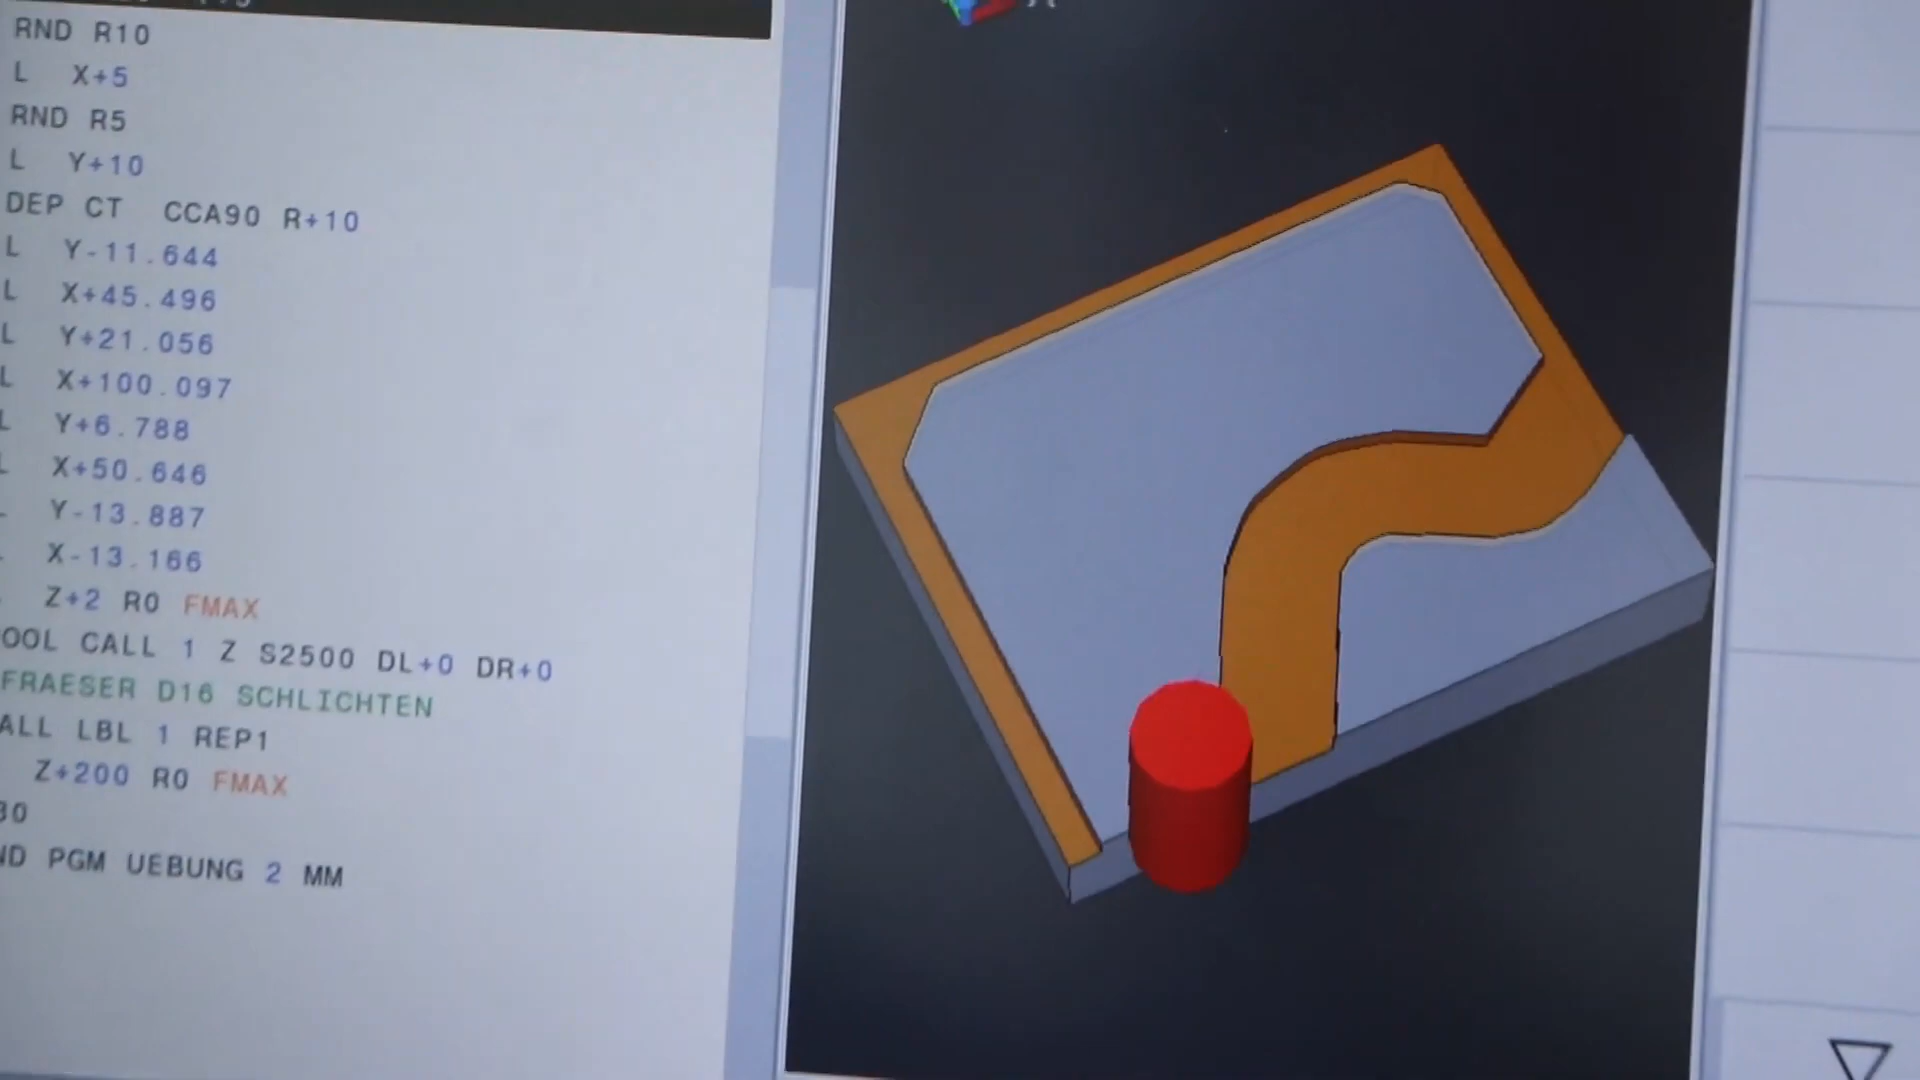 RND R10
L X+5
RND R5
L Y+10
DEP CT CCA90 R+10
L Y-11.644
L X+45.496
L Y+21.056
L X+100.097
L Y+6.788
L X+50.646
Y-13.887
X-13.166
Z+2 R0 FMAX
OOL CALL 1 Z S2500 DL+0 DR+0
FRAESER D16 SCHLICHTEN
ALL LBL 1 REP1
Z+200 R0 FMAX
30
ND PGM UEBUNG 2 MM